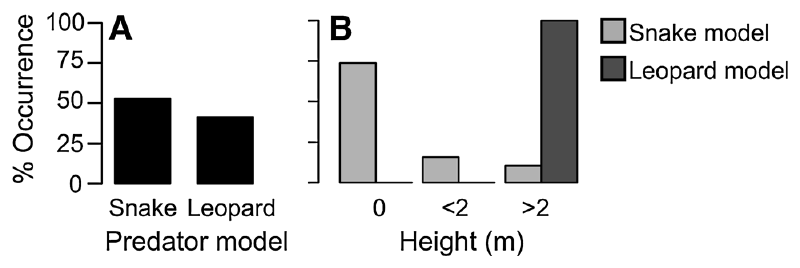 % Occurrence
100
75
50
25
0
A
Snake Leopard
Predator model
B
0 <2 >2
Height (m)
Snake model
Leopard model